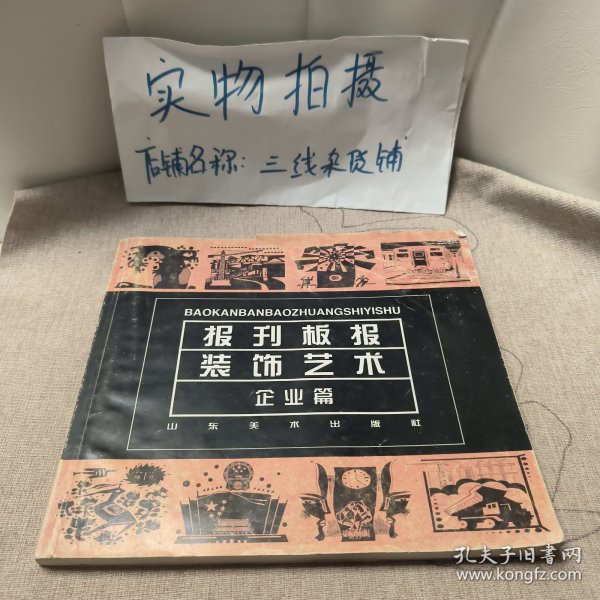 实物拍摄
店铺名称：三线杂货铺
BAOKANBANBAOZHUANGSHIYISHU
报刊板报
装饰艺术
企业篇
山东美术出版社
孔夫子旧书网
www.kongfz.com